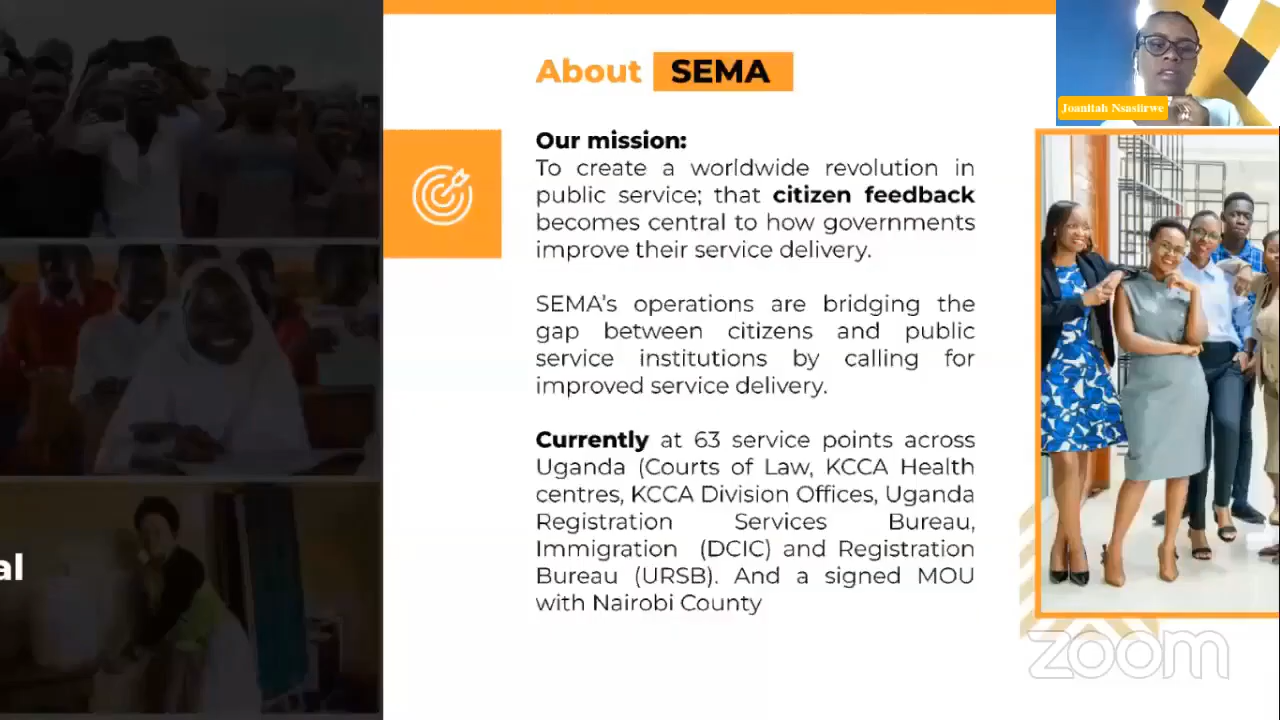 About SEMA
Joanitah Nsasiirwe
Our mission:
To create a worldwide revolution in
public service; that citizen feedback
becomes central to how governments
improve their service delivery.
SEMA's operations are bridging the
gap between citizens and public
service institutions by calling for
improved service delivery.
Currently at 63 service points across
Uganda (Courts of Law, KCCA Health
centres, KCCA Division Offices, Uganda
Registration Services Bureau,
Immigration (DCIC) and Registration
Bureau (URSB). And a signed MOU
with Nairobi County
al
zoom